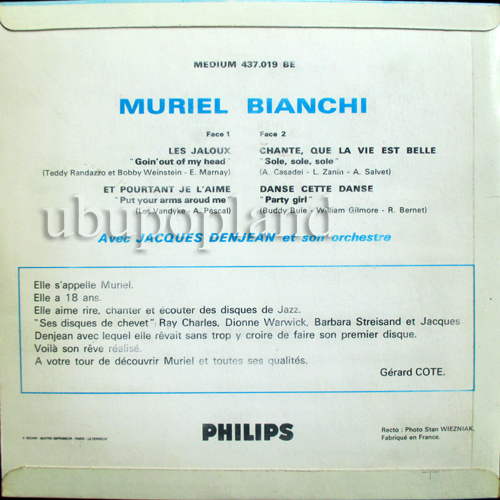 MEDIUM 437.019 BE
MURIEL BIANCHI
Face 1
LES JALOUX
"Goin'out of my head"
(Teddy Randazzo et Bobby Weinstein - E. Marnay)
ET POURTANT JE L'AIME
"Put your arms aroud me"
(Les Vandyke - A. Pascal)
Face 2
CHANTE, QUE LA VIE EST BELLE
"Sole, sole, sole"
(A. Casadei - L. Zanin - A. Salvet)
DANSE CETTE DANSE
"Party girl"
(Buddy Buie - William Gilmore - R. Bernet)
ubupopland
Avec JACQUES DENJEAN et son orchestre
Elle s'appelle Muriel.
Elle a 18 ans.
Elle aime rire, chanter et écouter des disques de Jazz.
"Ses disques de chevet": Ray Charles, Dionne Warwick, Barbara Streisand et Jacques
Denjean avec lequel elle rêvait sans trop y croire de faire son premier disque.
Voilà son rêve réalisé.
A votre tour de découvrir Muriel et toutes ses qualités.
Gérard COTE.
PHILIPS
Recto : Photo Stan WIEZNIAK.
Fabriqué en France.